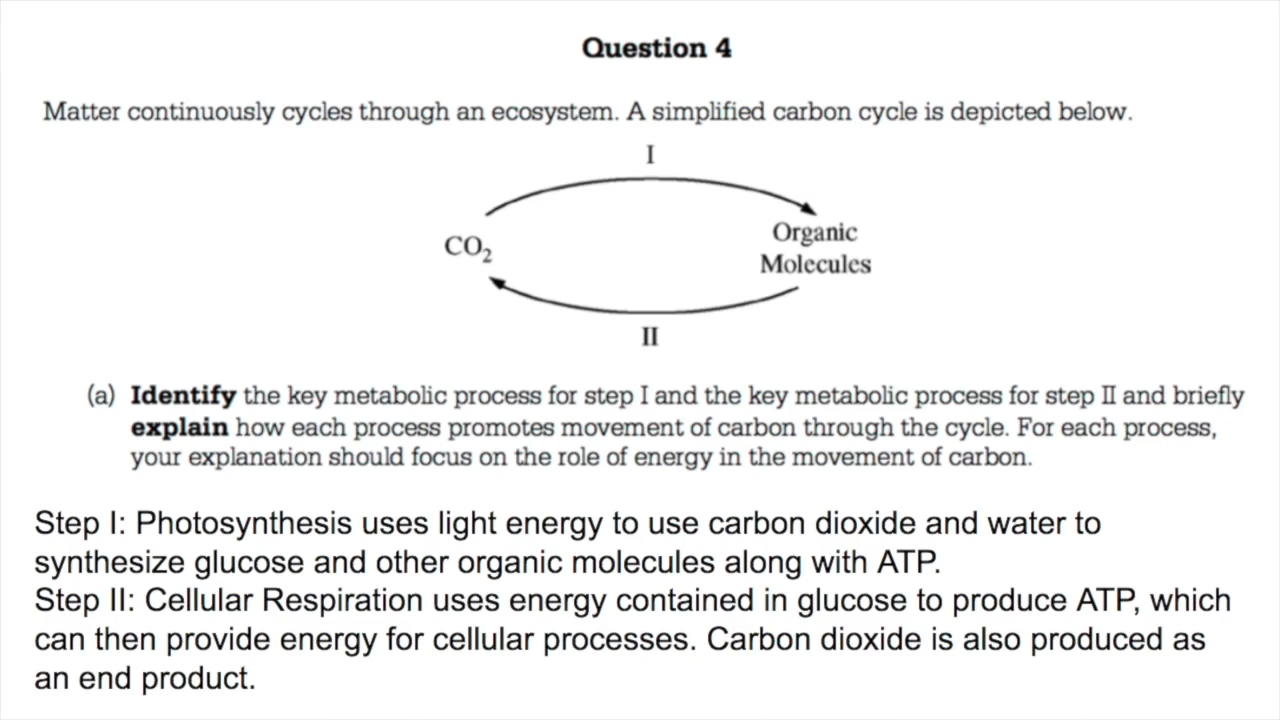 Question 4
Matter continuously cycles through an ecosystem. A simplified carbon cycle is depicted below.
I
CO₂
Organic
Molecules
II
(a) Identify the key metabolic process for step I and the key metabolic process for step II and briefly
explain how each process promotes movement of carbon through the cycle. For each process,
your explanation should focus on the role of energy in the movement of carbon.
Step I: Photosynthesis uses light energy to use carbon dioxide and water to
synthesize glucose and other organic molecules along with ATP.
Step II: Cellular Respiration uses energy contained in glucose to produce ATP, which
can then provide energy for cellular processes. Carbon dioxide is also produced as
an end product.